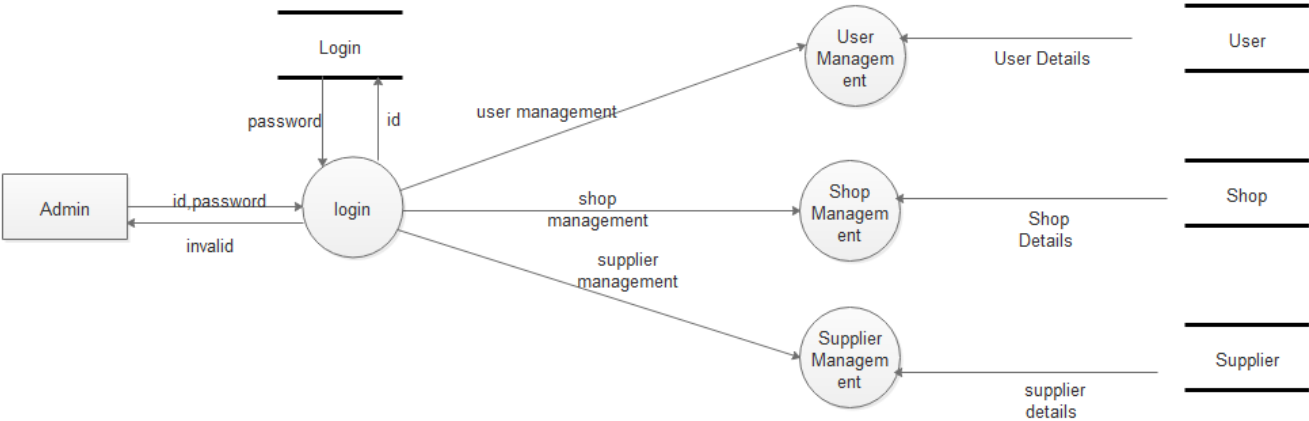 Login
password
id
Admin
id,password
invalid
login
user management
shop
management
supplier
management
User
Managem
ent
User Details
User
Shop
Managem
ent
Shop
Details
Shop
Supplier
Managem
ent
supplier
details
Supplier